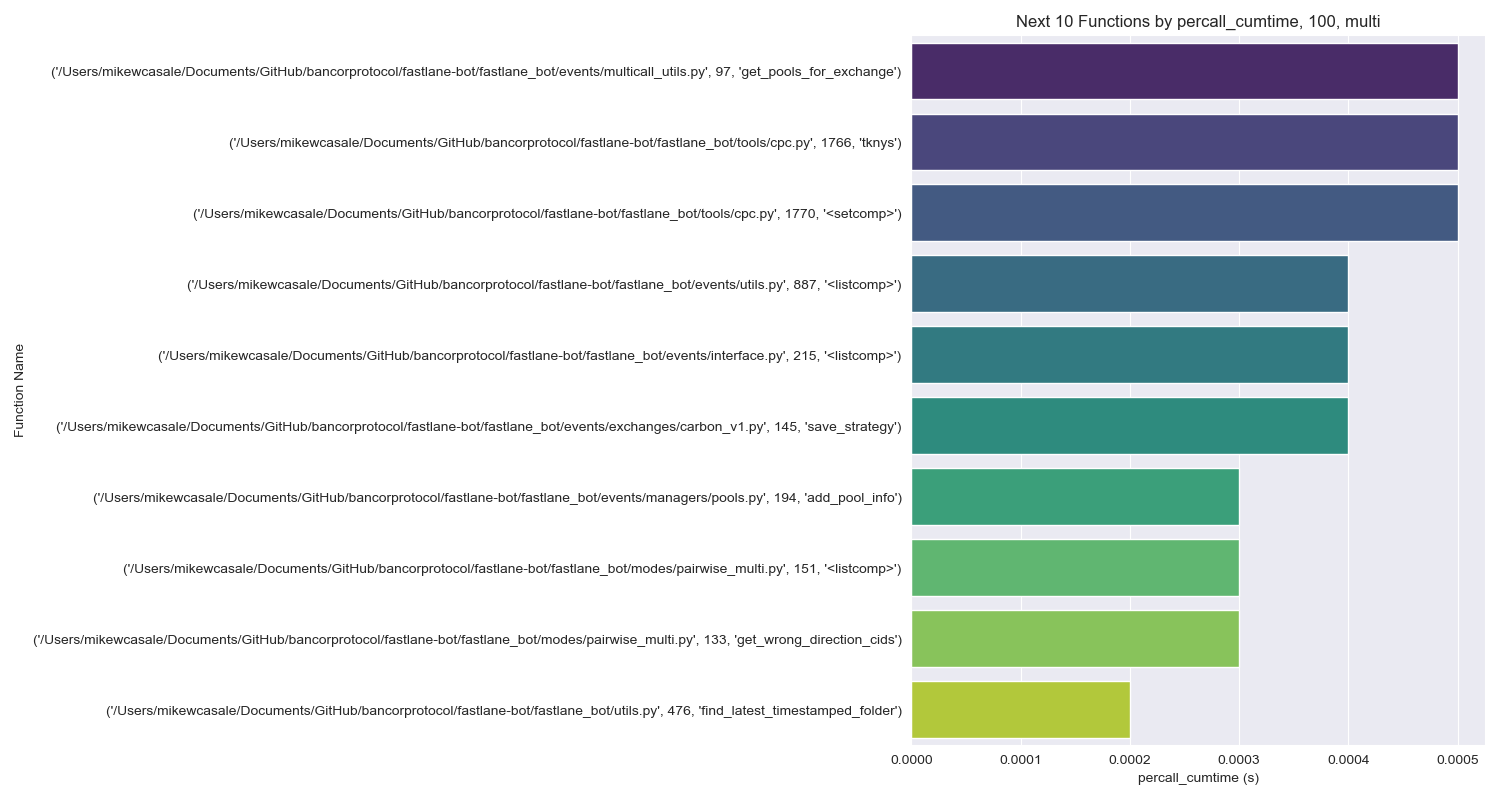 Next 10 Functions by percall_cumtime, 100, multi
('/Users/mikewcasale/Documents/GitHub/bancorprotocol/fastlane-bot/fastlane_bot/events/multicall_utils.py', 97, 'get_pools_for_exchange')
('/Users/mikewcasale/Documents/GitHub/bancorprotocol/fastlane-bot/fastlane_bot/tools/cpc.py', 1766, 'tknys')
('/Users/mikewcasale/Documents/GitHub/bancorprotocol/fastlane-bot/fastlane_bot/tools/cpc.py', 1770, '<setcomp>')
('/Users/mikewcasale/Documents/GitHub/bancorprotocol/fastlane-bot/fastlane_bot/events/utils.py', 887, '<listcomp>')
('/Users/mikewcasale/Documents/GitHub/bancorprotocol/fastlane-bot/fastlane_bot/events/interface.py', 215, '<listcomp>')
('/Users/mikewcasale/Documents/GitHub/bancorprotocol/fastlane-bot/fastlane_bot/events/exchanges/carbon_v1.py', 145, 'save_strategy')
('/Users/mikewcasale/Documents/GitHub/bancorprotocol/fastlane-bot/fastlane_bot/events/managers/pools.py', 194, 'add_pool_info')
('/Users/mikewcasale/Documents/GitHub/bancorprotocol/fastlane-bot/fastlane_bot/modes/pairwise_multi.py', 151, '<listcomp>')
('/Users/mikewcasale/Documents/GitHub/bancorprotocol/fastlane-bot/fastlane_bot/modes/pairwise_multi.py', 133, 'get_wrong_direction_cids')
('/Users/mikewcasale/Documents/GitHub/bancorprotocol/fastlane-bot/fastlane_bot/utils.py', 476, 'find_latest_timestamped_folder')
Function Name
0.0000 0.0001 0.0002 0.0003 0.0004 0.0005
percall_cumtime (s)